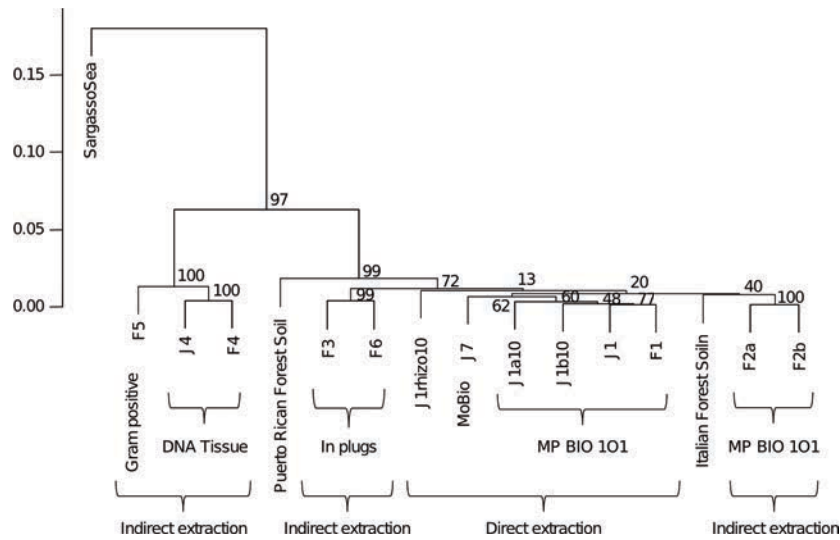 0.15
0.10
0.05
0.00
SargassoSea
97
100
100
99
99
72
13
20
40
100
62
60
48
77
F5
J 4
F4
Puerto Rican Forest Soil
F3
F6
J 1rhizo10
J 7
J 1a10
J 1b10
J 1
F1
Italian Forest Soiln
F2a
F2b
Gram positive
DNA Tissue
In plugs
MoBio
MP BIO 1O1
MP BIO 1O1
Indirect extraction
Indirect extraction
Direct extraction
Indirect extraction